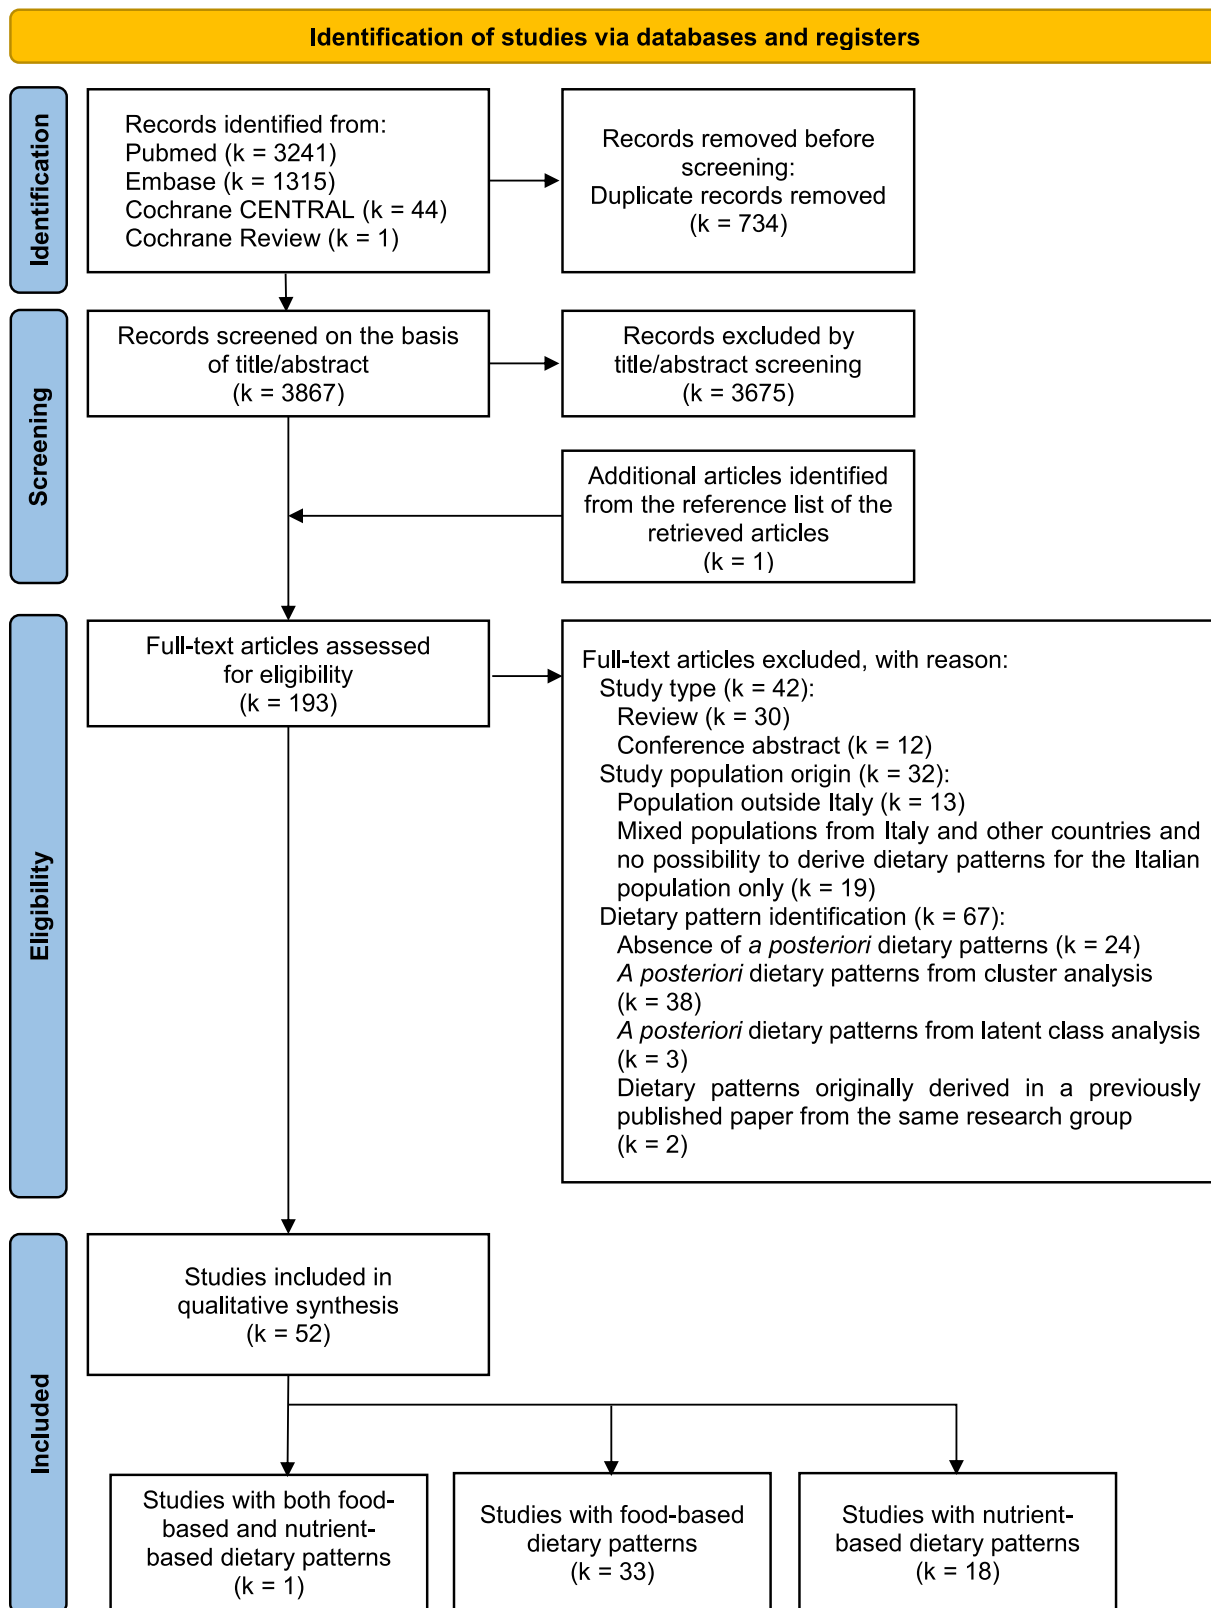 Identification of studies via databases and registers
Identification
Records identified from:
Pubmed (k = 3241)
Embase (k = 1315)
Cochrane CENTRAL (k = 44)
Cochrane Review (k = 1)
Records removed before
screening:
Duplicate records removed
(k = 734)
Screening
Records screened on the basis
of title/abstract
(k = 3867)
Records excluded by
title/abstract screening
(k = 3675)
Additional articles identified
from the reference list of the
retrieved articles
(k = 1)
Eligibility
Full-text articles assessed
for eligibility
(k = 193)
Full-text articles excluded, with reason:
Study type (k = 42):
Review (k = 30)
Conference abstract (k = 12)
Study population origin (k = 32):
Population outside Italy (k = 13)
Mixed populations from Italy and other countries and
no possibility to derive dietary patterns for the Italian
population only (k = 19)
Dietary pattern identification (k = 67):
Absence of a posteriori dietary patterns (k = 24)
A posteriori dietary patterns from cluster analysis
(k = 38)
A posteriori dietary patterns from latent class analysis
(k = 3)
Dietary patterns originally derived in a previously
published paper from the same research group
(k = 2)
Included
Studies included in
qualitative synthesis
(k = 52)
Studies with both food-
based and nutrient-
based dietary patterns
(k = 1)
Studies with food-based
dietary patterns
(k = 33)
Studies with nutrient-
based dietary patterns
(k = 18)